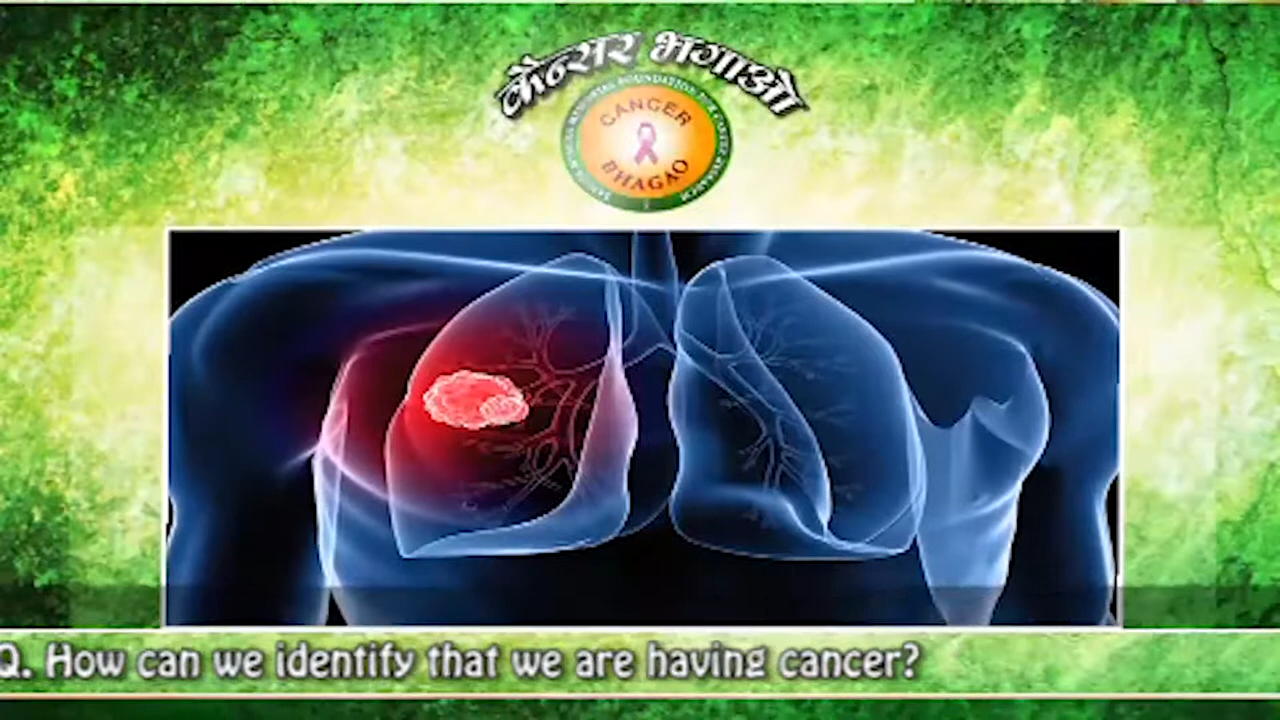 कैन्सर भगाओ
CANCER
BHAGAO
Q. How can we identify that we are having cancer?